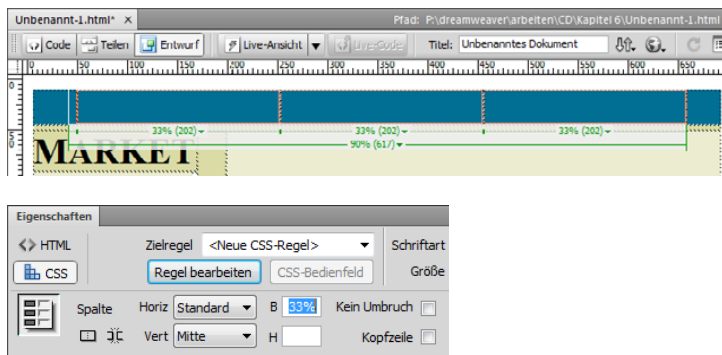 Unbenannt-1.html* × Pfad: P:\dreamweaver\arbeiten\CD\Kapitel 6\Unbenannt-1.html
Code Teilen Entwurf Live-Ansicht Live-Code Titel: Unbenanntes Dokument
0 50 100 150 200 250 300 350 400 450 500 550 600 650
0
50
33% (202) 33% (202) 33% (202)
90% (617)
MARKET
Eigenschaften
<> HTML Zielregel <Neue CSS-Regel> Schriftart
CSS Regel bearbeiten CSS-Bedienfeld Größe
Spalte Horiz Standard B 33% Kein Umbruch
Vert Mitte H Kopfzeile